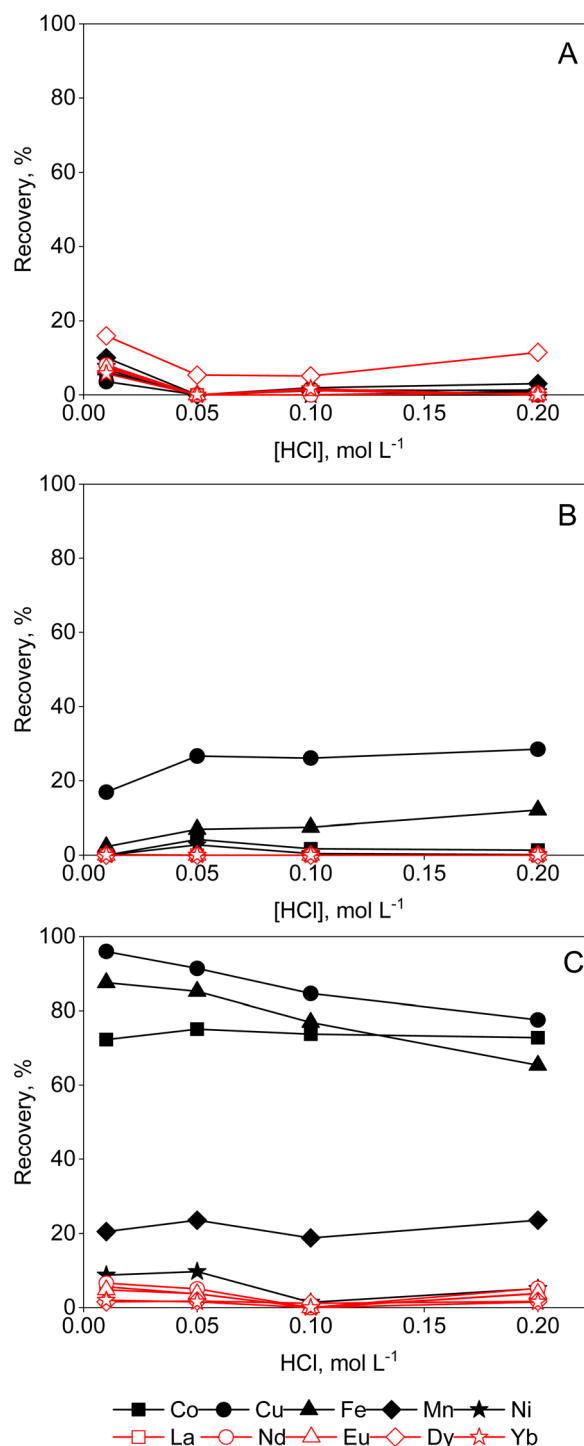 A
100
80
60
40
20
0
Recovery, %
0.00 0.05 0.10 0.15 0.20
[HCl], mol L⁻¹
B
100
80
60
40
20
0
Recovery, %
0.00 0.05 0.10 0.15 0.20
[HCl], mol L⁻¹
C
100
80
60
40
20
0
Recovery, %
0.00 0.05 0.10 0.15 0.20
HCl, mol L⁻¹
Co Cu Fe Mn Ni
La Nd Eu Dy Yb